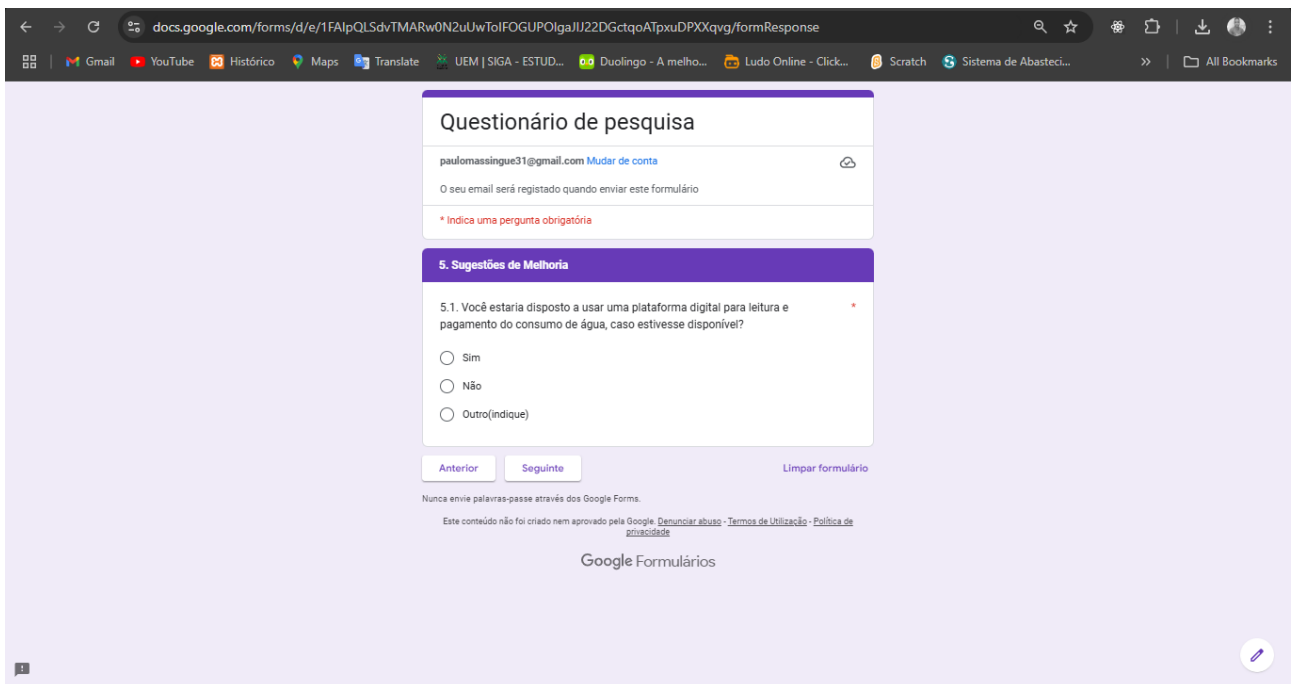 docs.google.com/forms/d/e/1FAIpQLSdvTMARw0N2uUwToIFOGUPOIgaJIJ22DGctqoATpxuDPXXqvg/formResponse
Gmail YouTube Histórico Maps Translate UEM | SIGA - ESTUD... Duolingo - A melho... Ludo Online - Click... Scratch Sistema de Abasteci... » All Bookmarks
Questionário de pesquisa
paulomassingue31@gmail.com Mudar de conta
O seu email será registado quando enviar este formulário
* Indica uma pergunta obrigatória
5. Sugestões de Melhoria
5.1. Você estaria disposto a usar uma plataforma digital para leitura e *
pagamento do consumo de água, caso estivesse disponível?
Sim
Não
Outro(indique)
Anterior Seguinte Limpar formulário
Nunca envie palavras-passe através dos Google Forms.
Este conteúdo não foi criado nem aprovado pela Google. Denunciar abuso - Termos de Utilização - Política de
privacidade
Google Formulários